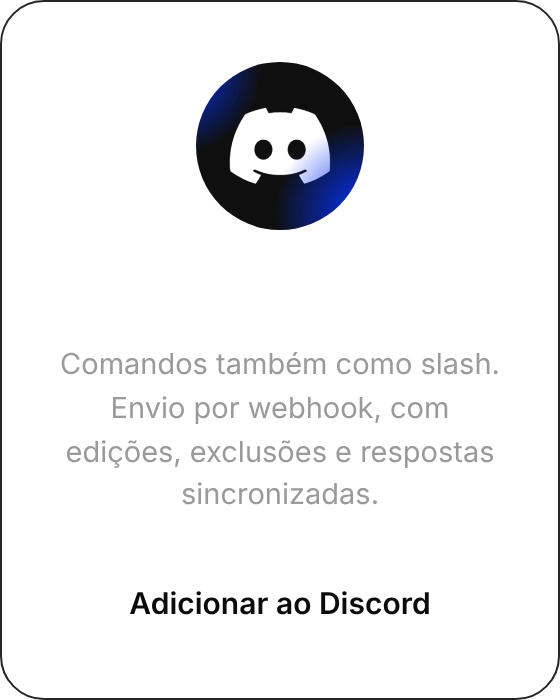 Comandos também como slash.
Envio por webhook, com
edições, exclusões e respostas
sincronizadas.
Adicionar ao Discord